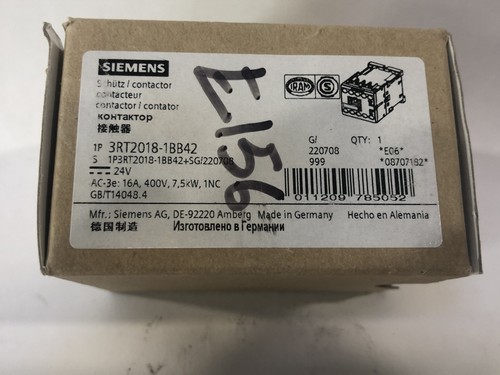 SIEMENS
Schütz / contactor
contacteur
contactor / contator
контактор
接触器
1P 3RT2018-1BB42
S 1P3RT2018-1BB42+SG/220708
24V
AC-3e: 16A, 400V, 7,5kW, 1NC
GB/T14048.4
IRAM S
G/ QTY: 1
220708 *E06*
999 *08707182*
011209 785052
Mfr.: Siemens AG, DE-92220 Amberg Made in Germany Hecho en Alemania
德国制造 Изготовлено в Германии
E156